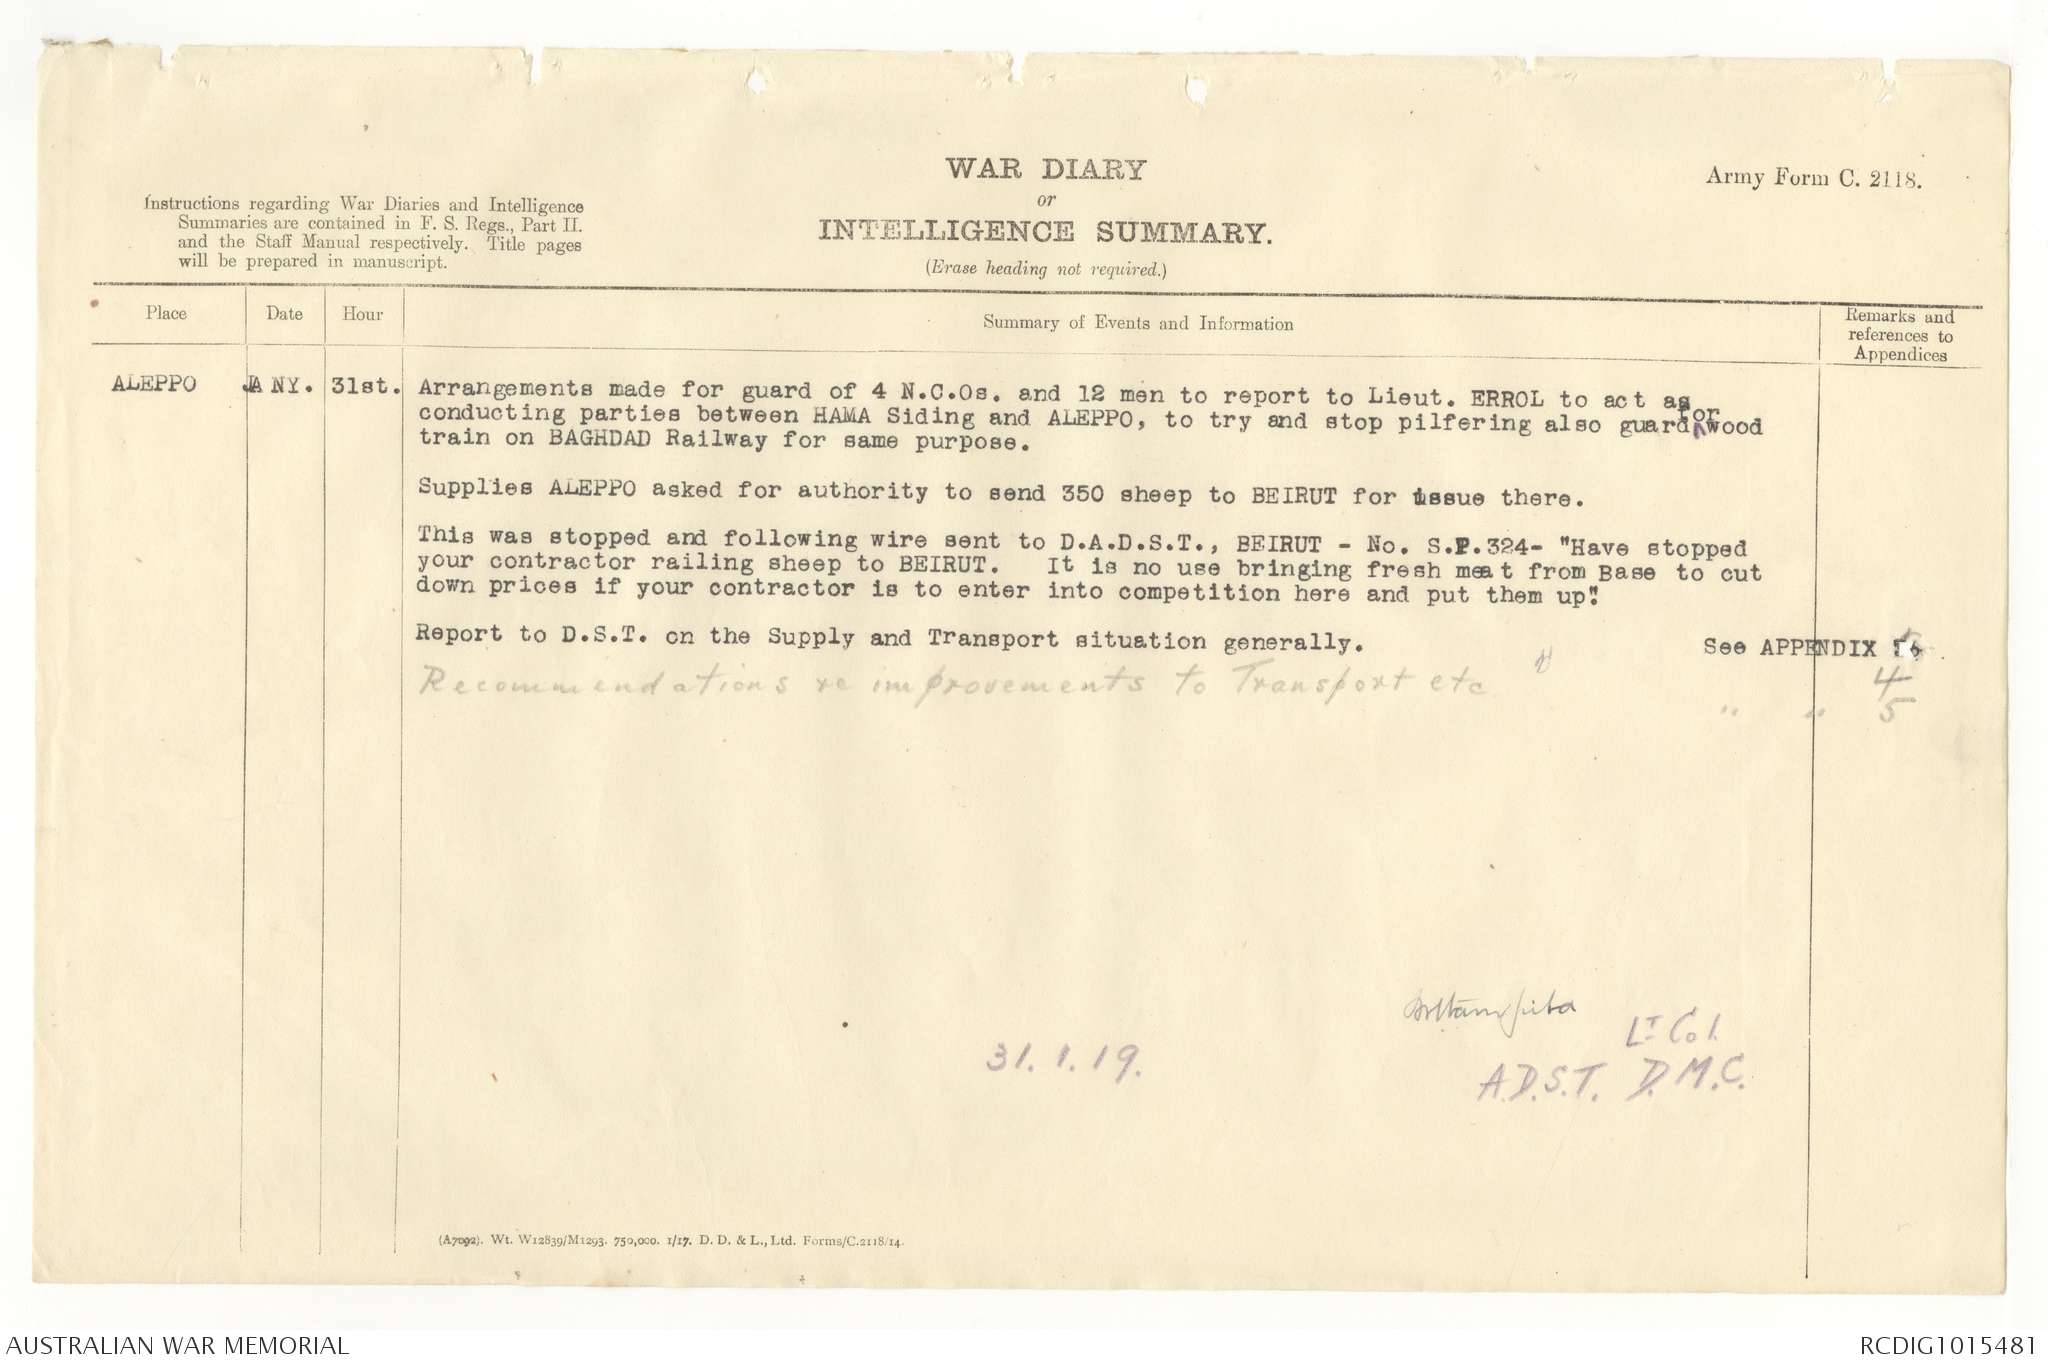 WAR DIARY
or
INTELLIGENCE SUMMARY.
(Erase heading not required.)
Army Form C. 2118.
Instructions regarding War Diaries and Intelligence
Summaries are contained in F. S. Regs., Part II.
and the Staff Manual respectively. Title pages
will be prepared in manuscript.
Place
Date
Hour
Summary of Events and Information
Remarks and
references to
Appendices
ALEPPO JANY. 31st. Arrangements made for guard of 4 N.C.Os. and 12 men to report to Lieut. ERROL to act as
conducting parties between HAMA Siding and ALEPPO, to try and stop pilfering also guard for wood
train on BAGHDAD Railway for same purpose.
Supplies ALEPPO asked for authority to send 350 sheep to BEIRUT for issue there.
This was stopped and following wire sent to D.A.D.S.T., BEIRUT - No. S.P.324- "Have stopped
your contractor railing sheep to BEIRUT. It is no use bringing fresh meat from Base to cut
down prices if your contractor is to enter into competition here and put them up".
Report to D.S.T. on the Supply and Transport situation generally. See APPENDIX
4
Recommendations re improvements to Transport etc
" " 5
Lt Col.
31.1.19.
A.D.S.T. D.M.C.
(A7092). Wt. W12839/M1293. 750,000. 1/17. D. D. & L., Ltd. Forms/C.2118/14.
AUSTRALIAN WAR MEMORIAL
RCDIG1015481